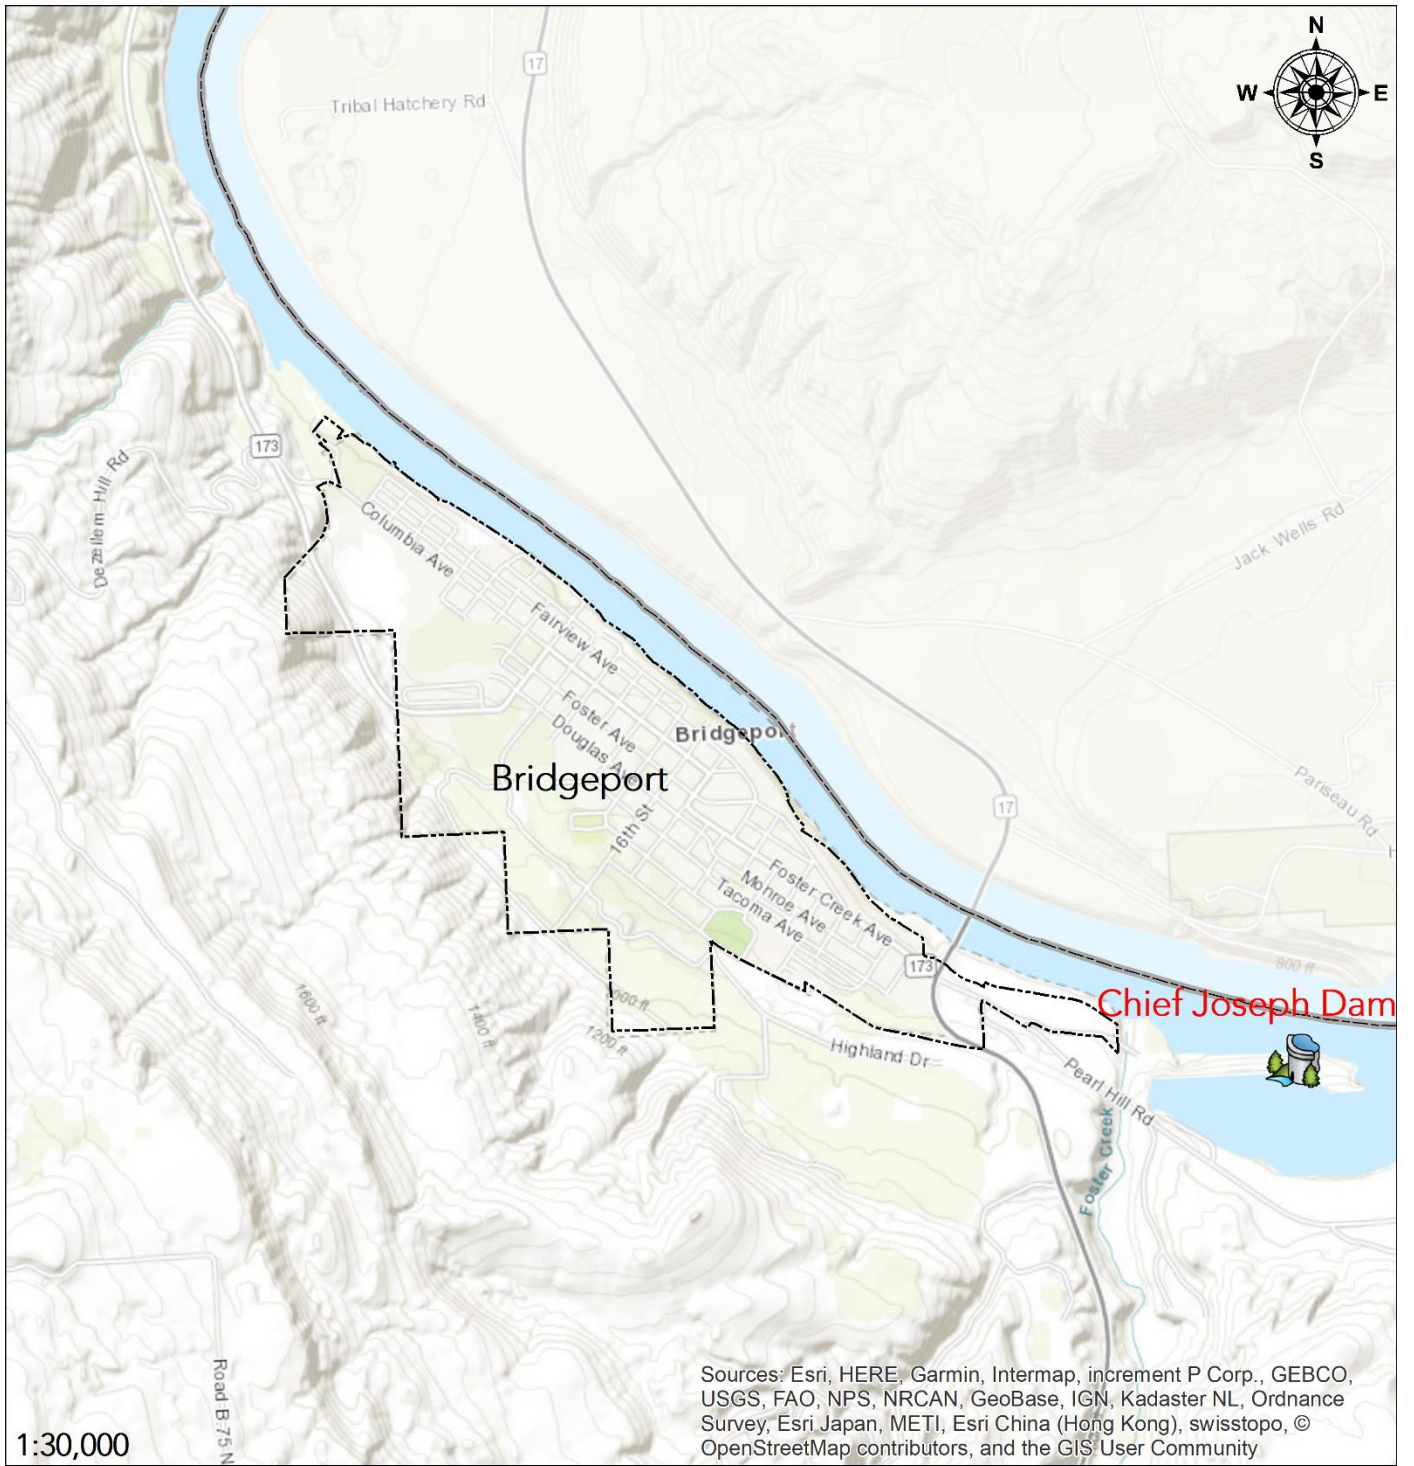 N
17
W E
Tribal Hatchery Rd
S
173
Dezellem Hill Rd
Columbia Ave
Jack Wells Rd
Fairview Ave
Foster Ave
Bridgeport
Douglas Ave
Bridgeport
Pariseau Rd
17
16th St
Foster Creek Ave
Monroe Ave
Tacoma Ave
173
800 ft
1600 ft
1400 ft
1200 ft
Chief Joseph Dam
Highland Dr
Pearl Hill Rd
Foster Creek
Road B.75 N
Sources: Esri, HERE, Garmin, Intermap, increment P Corp., GEBCO,
USGS, FAO, NPS, NRCAN, GeoBase, IGN, Kadaster NL, Ordnance
Survey, Esri Japan, METI, Esri China (Hong Kong), swisstopo, ©
OpenStreetMap contributors, and the GIS User Community
1:30,000